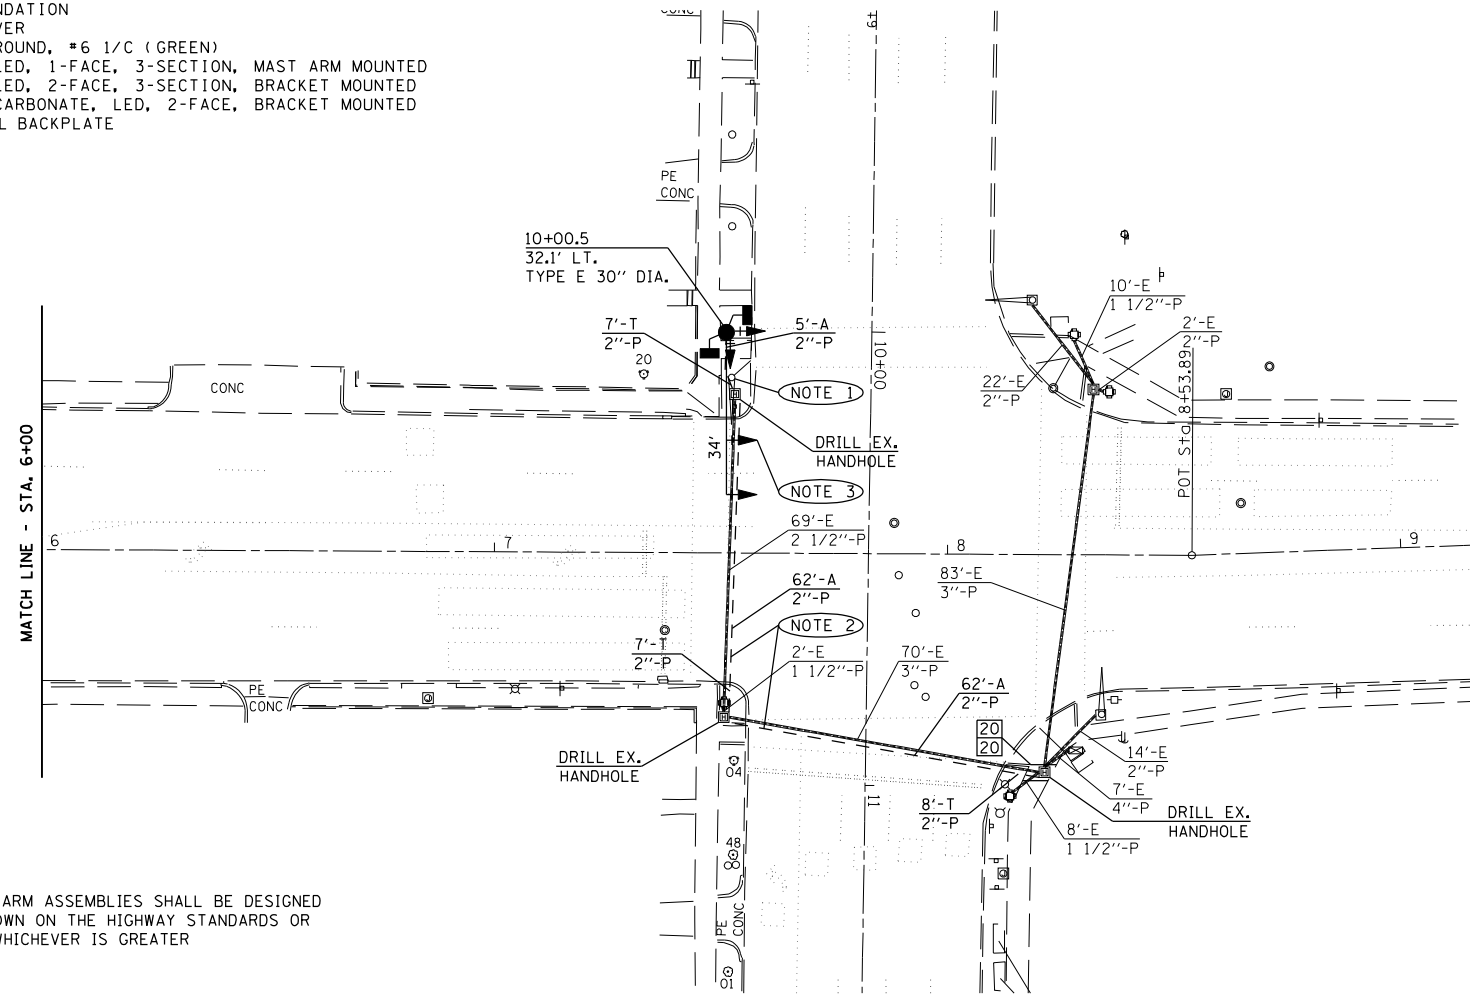 NDATION
VER
ROUND, #6 1/C (GREEN)
LED, 1-FACE, 3-SECTION, MAST ARM MOUNTED
LED, 2-FACE, 3-SECTION, BRACKET MOUNTED
CARBONATE, LED, 2-FACE, BRACKET MOUNTED
L BACKPLATE
CONC
PE
CONC
10+00.5
32.1' LT.
TYPE E 30" DIA.
7'-T
2"-P
5'-A
2"-P
20
CONC
10+00
NOTE 1
10'-E
1 1/2"-P
2'-E
2"-P
22'-E
2"-P
POT Sta 8+53.89
DRILL EX.
HANDHOLE
34'
NOTE 3
MATCH LINE - STA. 6+00
6
7
8
9
69'-E
2 1/2"-P
62'-A
2"-P
83'-E
3"-P
NOTE 2
7'-T
2"-P
2'-E
1 1/2"-P
70'-E
3"-P
62'-A
2"-P
PE
CONC
20
20
DRILL EX.
HANDHOLE
04
14'-E
2"-P
7'-E
4"-P
11
8'-T
2"-P
DRILL EX.
HANDHOLE
8'-E
1 1/2"-P
48
PE
CONC
01
ARM ASSEMBLIES SHALL BE DESIGNED
OWN ON THE HIGHWAY STANDARDS OR
WHICHEVER IS GREATER